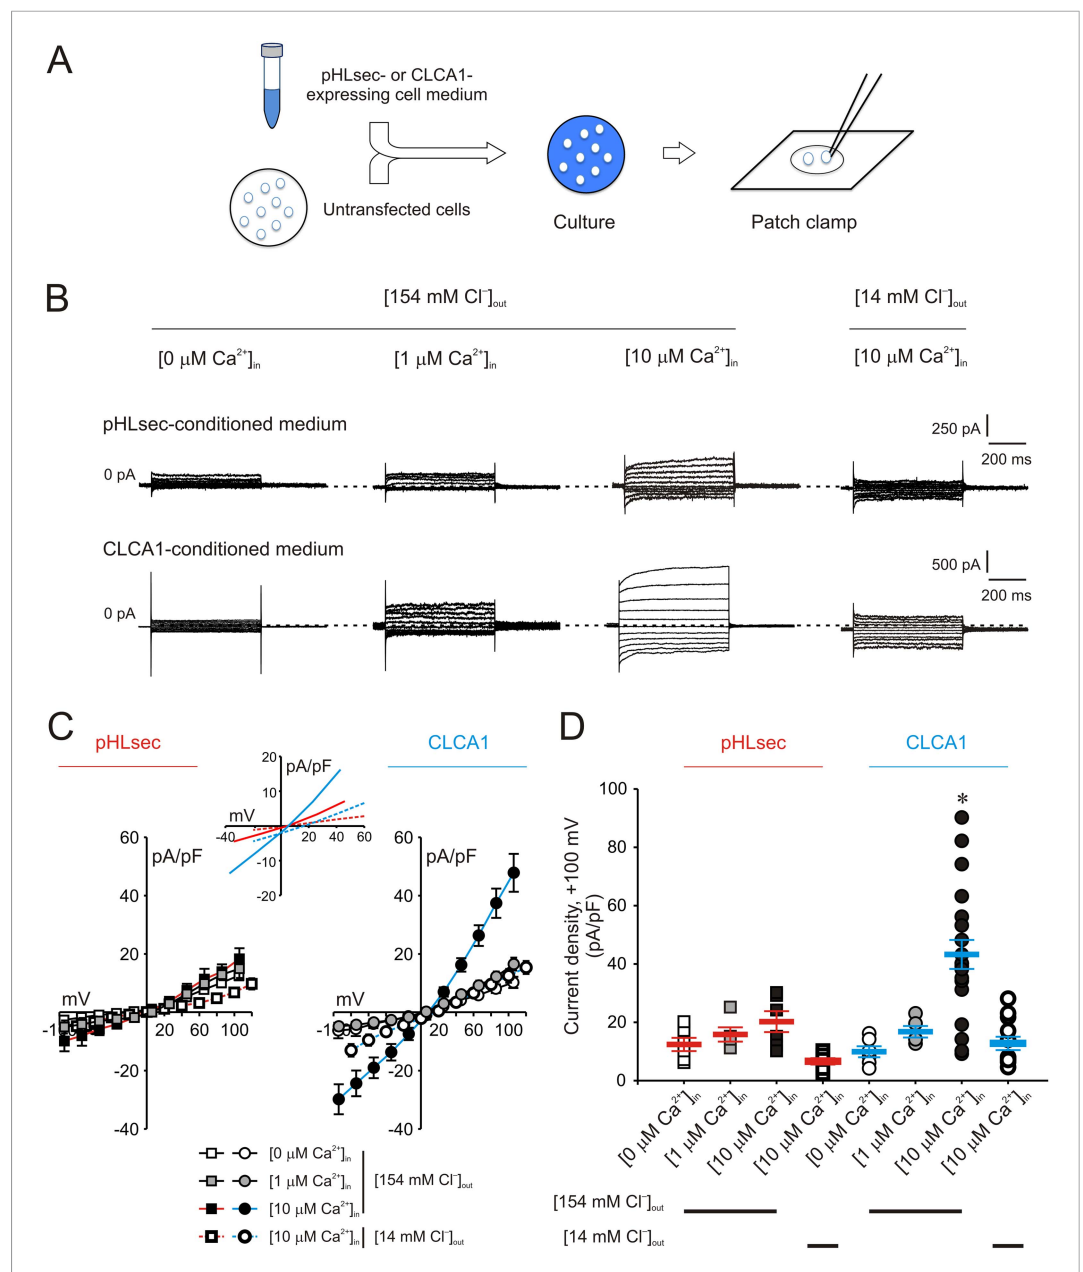 A
pHLsec- or CLCA1-
expressing cell medium
Untransfected cells
Culture
Patch clamp
B
[154 mM Cl⁻]out
[14 mM Cl⁻]out
[0 µM Ca²⁺]in
[1 µM Ca²⁺]in
[10 µM Ca²⁺]in
[10 µM Ca²⁺]in
pHLsec-conditioned medium
250 pA
200 ms
0 pA
CLCA1-conditioned medium
500 pA
200 ms
0 pA
C
pHLsec
CLCA1
20
pA/pF
10
mV
-40
20
40
60
-10
-20
60
pA/pF
40
20
mV
-100
20
60
100
-20
-40
60
pA/pF
40
20
mV
-100
20
60
100
-20
-40
[0 µM Ca²⁺]in
[1 µM Ca²⁺]in
[154 mM Cl⁻]out
[10 µM Ca²⁺]in
[10 µM Ca²⁺]in
[14 mM Cl⁻]out
D
pHLsec
CLCA1
Current density, +100 mV
(pA/pF)
100
80
60
40
20
0
*
[0 µM Ca²⁺]in
[1 µM Ca²⁺]in
[10 µM Ca²⁺]in
[10 µM Ca²⁺]in
[0 µM Ca²⁺]in
[1 µM Ca²⁺]in
[10 µM Ca²⁺]in
[10 µM Ca²⁺]in
[154 mM Cl⁻]out
[14 mM Cl⁻]out